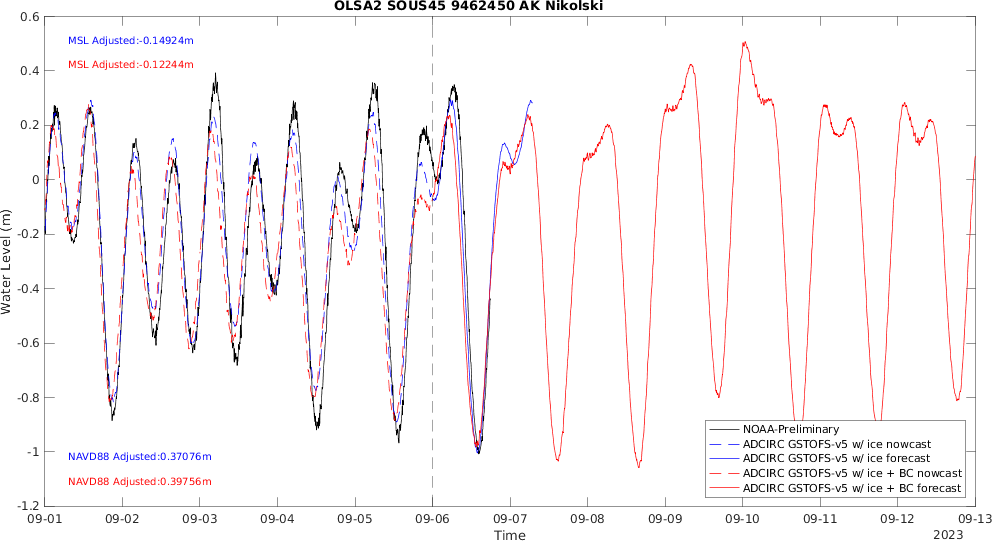 OLSA2 SOUS45 9462450 AK Nikolski
MSL Adjusted:-0.14924m
MSL Adjusted:-0.12244m
NAVD88 Adjusted:0.37076m
NAVD88 Adjusted:0.39756m
Water Level (m)
0.6
0.4
0.2
0
-0.2
-0.4
-0.6
-0.8
-1
-1.2
NOAA-Preliminary
ADCIRC GSTOFS-v5 w/ ice nowcast
ADCIRC GSTOFS-v5 w/ ice forecast
ADCIRC GSTOFS-v5 w/ ice + BC nowcast
ADCIRC GSTOFS-v5 w/ ice + BC forecast
09-01 09-02 09-03 09-04 09-05 09-06 09-07 09-08 09-09 09-10 09-11 09-12 09-13
Time
2023